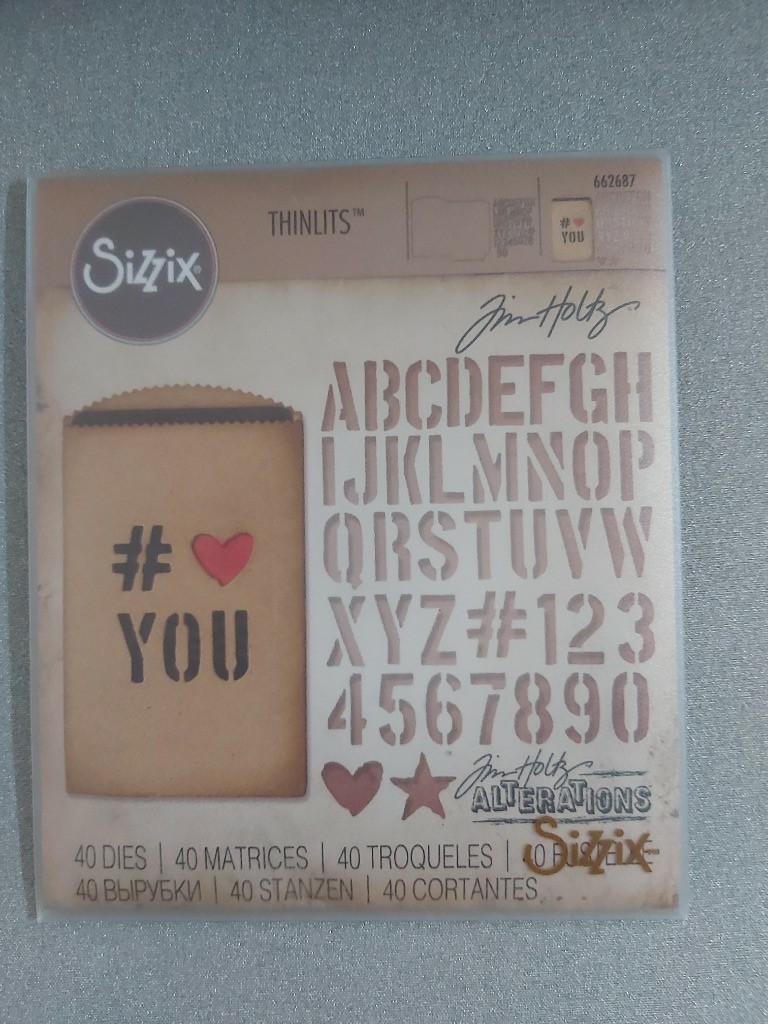 662687
THINLITS™
Sizzix®
# YOU
Tim Holtz
ABCDEFGH
IJKLMNOP
QRSTUVW
XYZ#123
4567890
#
YOU
Tim Holtz
ALTERATIONS
Sizzix
40 DIES | 40 MATRICES | 40 TROQUELES |
40 ВЫРУБКИ | 40 STANZEN | 40 CORTANTES